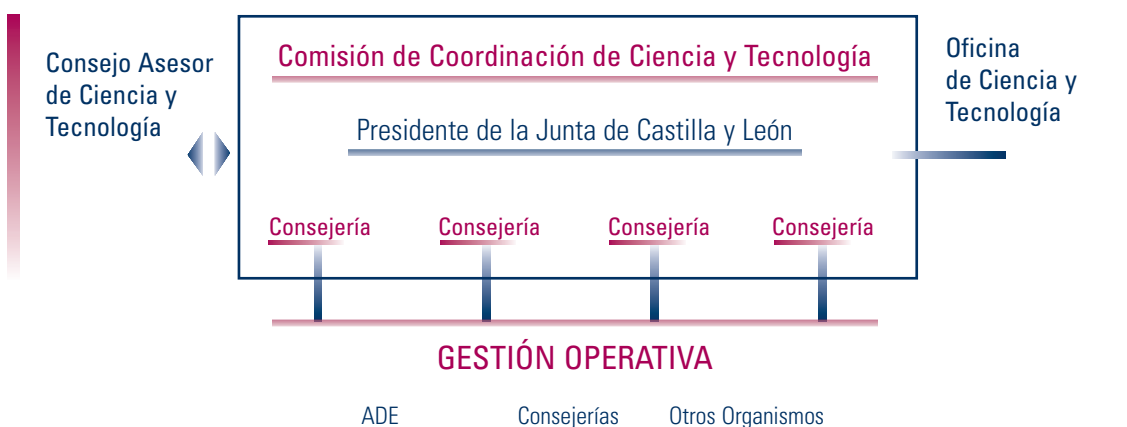 Consejo Asesor
de Ciencia y
Tecnología
Comisión de Coordinación de Ciencia y Tecnología
Presidente de la Junta de Castilla y León
Oficina
de Ciencia y
Tecnología
Consejería Consejería Consejería Consejería
GESTIÓN OPERATIVA
ADE Consejerías Otros Organismos